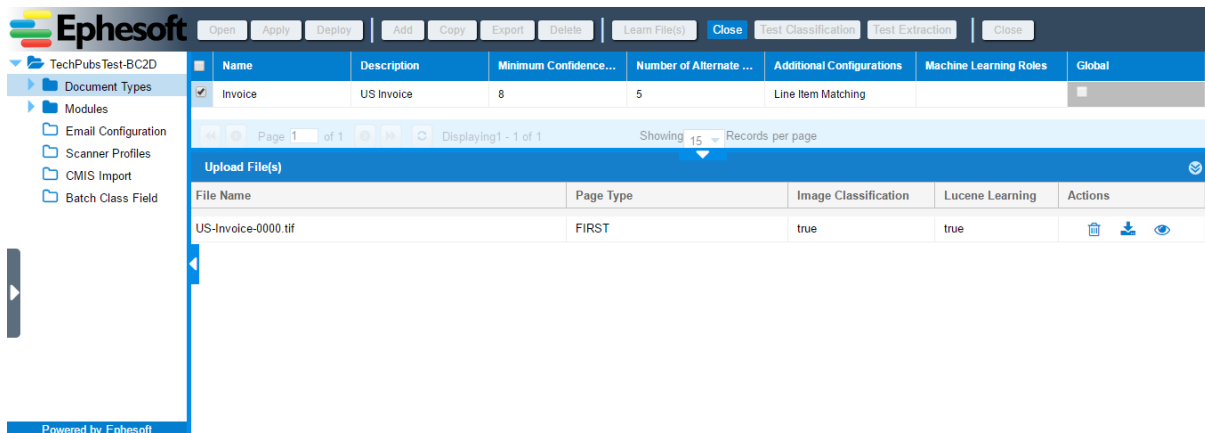 Ephesoft Open Apply Deploy Add Copy Export Delete Learn File(s) Close Test Classification Test Extraction Close
TechPubsTest-BC2D
Document Types
Modules
Email Configuration
Scanner Profiles
CMIS Import
Batch Class Field
Powered by Ephesoft
Name Description Minimum Confidence... Number of Alternate ... Additional Configurations Machine Learning Roles Global
Invoice US Invoice 8 5 Line Item Matching
Page 1 of 1 Displaying1 - 1 of 1 Showing 15 Records per page
Upload File(s)
File Name Page Type Image Classification Lucene Learning Actions
US-Invoice-0000.tif FIRST true true